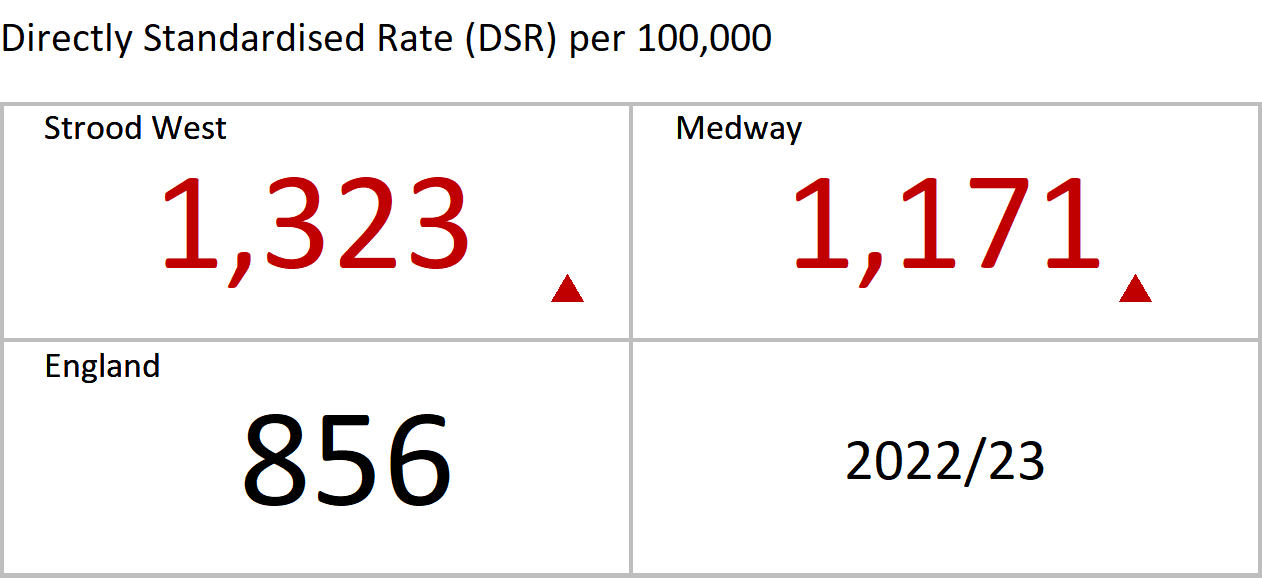 Directly Standardised Rate (DSR) per 100,000
Strood West
1,323
Medway
1,171
England
856
2022/23